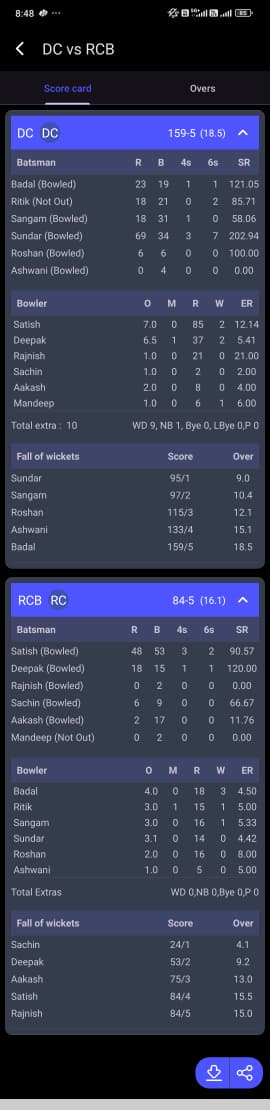 8:48
DC vs RCB
Score card Overs
DC DC 159-5 (18.5)
Batsman R B 4s 6s SR
Badal (Bowled) 23 19 1 1 121.05
Ritik (Not Out) 18 21 0 2 85.71
Sangam (Bowled) 18 31 1 0 58.06
Sundar (Bowled) 69 34 3 7 202.94
Roshan (Bowled) 6 6 0 0 100.00
Ashwani (Bowled) 0 4 0 0 0.00
Bowler O M R W ER
Satish 7.0 0 85 2 12.14
Deepak 6.5 1 37 2 5.41
Rajnish 1.0 0 21 0 21.00
Sachin 1.0 0 2 0 2.00
Aakash 2.0 0 8 0 4.00
Mandeep 1.0 0 6 1 6.00
Total extra : 10 WD 9, NB 1, Bye 0, LBye 0,P 0
Fall of wickets Score Over
Sundar 95/1 9.0
Sangam 97/2 10.4
Roshan 115/3 12.1
Ashwani 133/4 15.1
Badal 159/5 18.5
RCB RC 84-5 (16.1)
Batsman R B 4s 6s SR
Satish (Bowled) 48 53 3 2 90.57
Deepak (Bowled) 18 15 1 1 120.00
Rajnish (Bowled) 0 2 0 0 0.00
Sachin (Bowled) 6 9 0 0 66.67
Aakash (Bowled) 2 17 0 0 11.76
Mandeep (Not Out) 0 2 0 0 0.00
Bowler O M R W ER
Badal 4.0 0 18 3 4.50
Ritik 3.0 1 15 1 5.00
Sangam 3.0 0 16 1 5.33
Sundar 3.1 0 14 0 4.42
Roshan 2.0 0 16 0 8.00
Ashwani 1.0 0 5 0 5.00
Total Extras WD 0,NB 0,Bye 0,P 0
Fall of wickets Score Over
Sachin 24/1 4.1
Deepak 53/2 9.2
Aakash 75/3 13.0
Satish 84/4 15.5
Rajnish 84/5 15.0